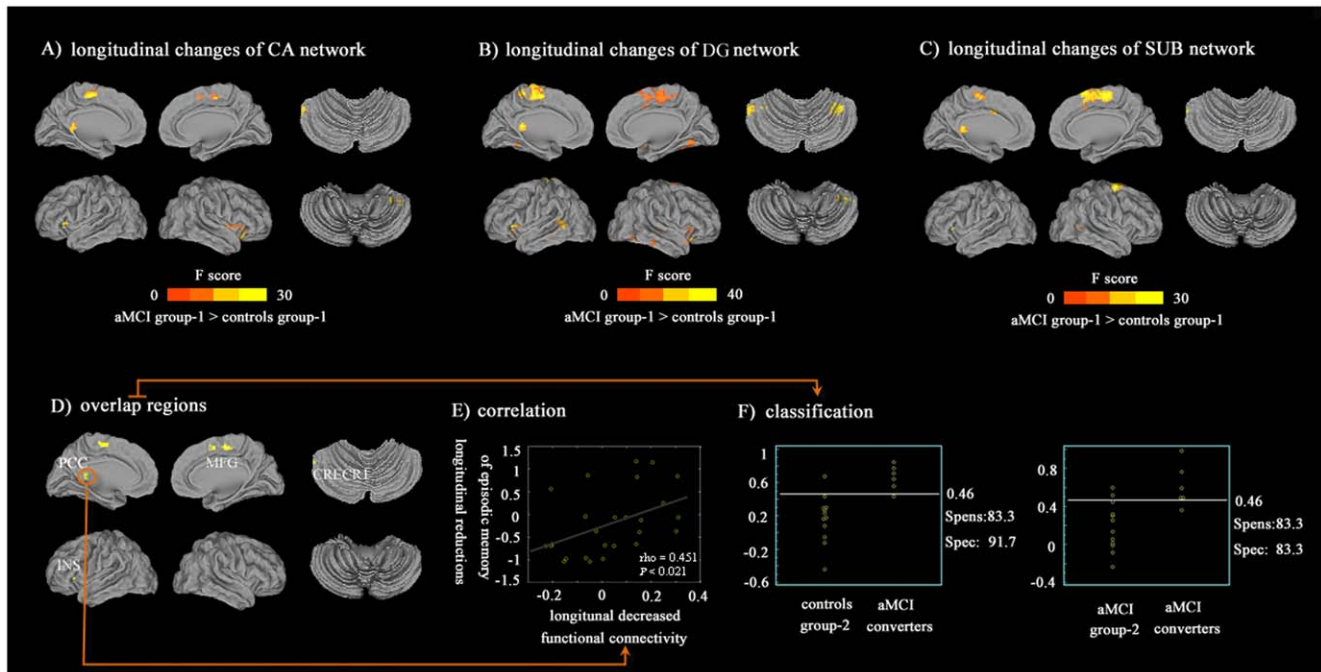 A) longitudinal changes of CA network
B) longitudinal changes of DG network
C) longitudinal changes of SUB network
F score
0 30
aMCI group-1 > controls group-1
F score
0 40
aMCI group-1 > controls group-1
F score
0 30
aMCI group-1 > controls group-1
D) overlap regions
PCC
MFG
CRECR1
INS
E) correlation
longitudinal reductions
of episodic memory
1.5
1
0.5
0
-0.5
-1
-1.5
rho = 0.451
P < 0.021
-0.2 0 0.2 0.4
longitunal decreased
functional connectivity
F) classification
1
0.6
0.2
-0.2
-0.6
0.46
Spens:83.3
Spec: 91.7
controls
group-2
aMCI
converters
0.8
0.4
0
-0.4
0.46
Spens:83.3
Spec: 83.3
aMCI
group-2
aMCI
converters